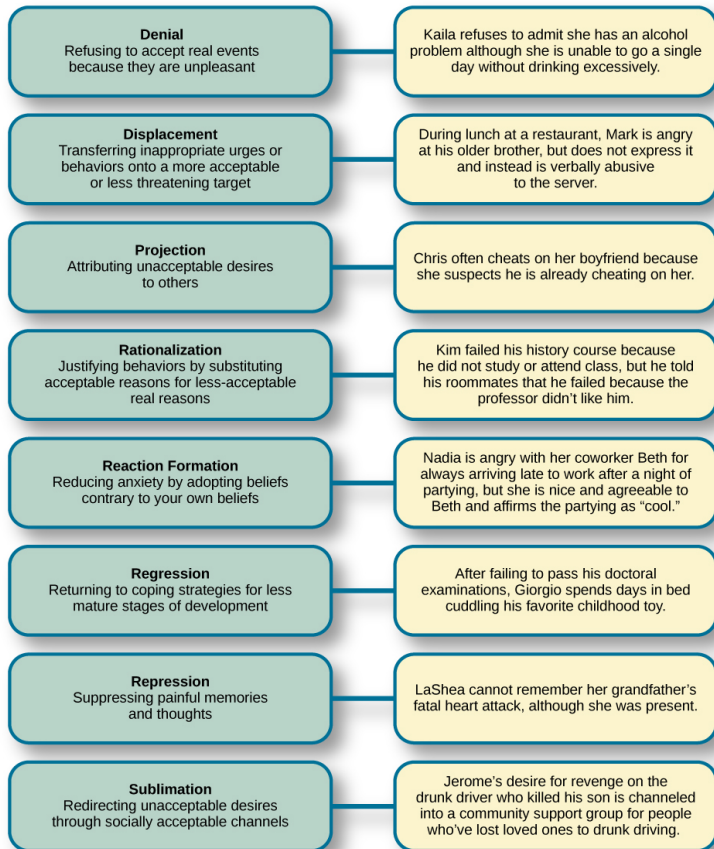 Denial
Refusing to accept real events
because they are unpleasant
Kaila refuses to admit she has an alcohol
problem although she is unable to go a single
day without drinking excessively.
Displacement
Transferring inappropriate urges or
behaviors onto a more acceptable
or less threatening target
During lunch at a restaurant, Mark is angry
at his older brother, but does not express it
and instead is verbally abusive
to the server.
Projection
Attributing unacceptable desires
to others
Chris often cheats on her boyfriend because
she suspects he is already cheating on her.
Rationalization
Justifying behaviors by substituting
acceptable reasons for less-acceptable
real reasons
Kim failed his history course because
he did not study or attend class, but he told
his roommates that he failed because the
professor didn’t like him.
Reaction Formation
Reducing anxiety by adopting beliefs
contrary to your own beliefs
Nadia is angry with her coworker Beth for
always arriving late to work after a night of
partying, but she is nice and agreeable to
Beth and affirms the partying as “cool.”
Regression
Returning to coping strategies for less
mature stages of development
After failing to pass his doctoral
examinations, Giorgio spends days in bed
cuddling his favorite childhood toy.
Repression
Suppressing painful memories
and thoughts
LaShea cannot remember her grandfather’s
fatal heart attack, although she was present.
Sublimation
Redirecting unacceptable desires
through socially acceptable channels
Jerome’s desire for revenge on the
drunk driver who killed his son is channeled
into a community support group for people
who’ve lost loved ones to drunk driving.